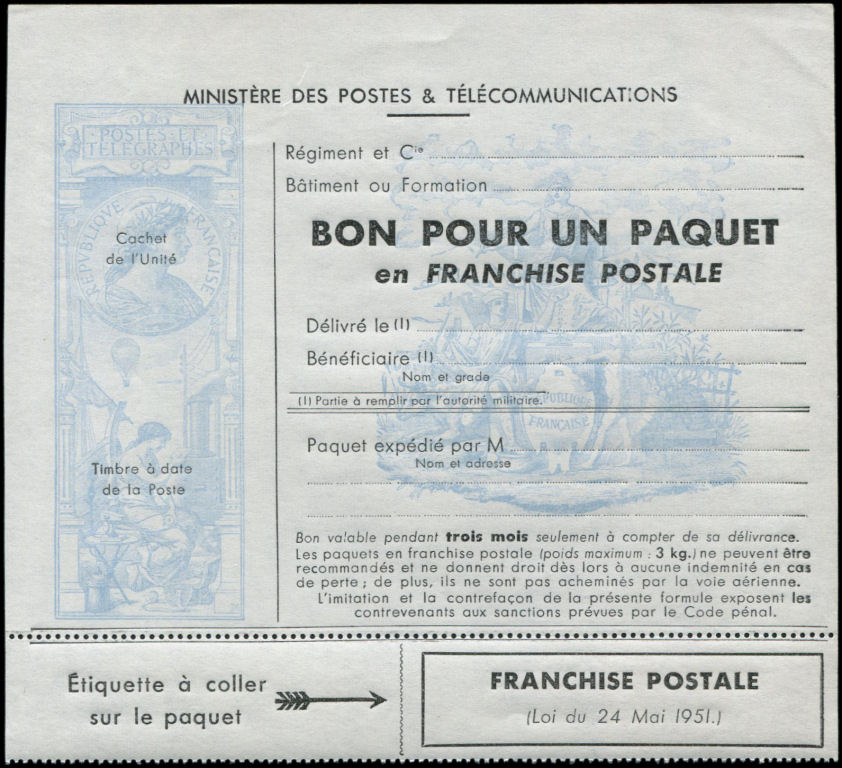 MINISTÈRE DES POSTES & TÉLÉCOMMUNICATIONS
POSTES ET
TÉLÉGRAPHES
REPVBLIQVE FRANÇAISE
Cachet
de l'Unité
Timbre à date
de la Poste
Régiment et Cie
Bâtiment ou Formation
BON POUR UN PAQUET
en FRANCHISE POSTALE
Délivré le (1)
Bénéficiaire (1)
Nom et grade
(1) Partie à remplir par l'autorité militaire.
RÉPUBLIQUE
FRANÇAISE
Paquet expédié par M
Nom et adresse
Bon valable pendant trois mois seulement à compter de sa délivrance.
Les paquets en franchise postale (poids maximum : 3 kg.) ne peuvent être
recommandés et ne donnent droit dès lors à aucune indemnité en cas
de perte ; de plus, ils ne sont pas acheminés par la voie aérienne.
L'imitation et la contrefaçon de la présente formule exposent les
contrevenants aux sanctions prévues par le Code pénal.
Étiquette à coller
sur le paquet
FRANCHISE POSTALE
(Loi du 24 Mai 1951.)